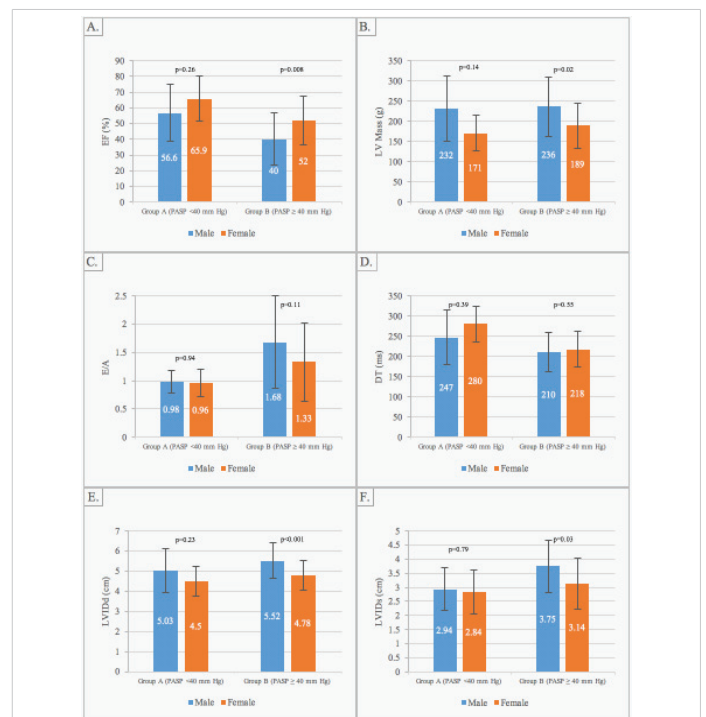 A.
p=0.26 p=0.008
90
80
70
60
50
40
30
20
10
0
EF (%)
56.6 65.9 40 52
Group A (PASP <40 mm Hg) Group B (PASP ≥ 40 mm Hg)
Male Female
B.
p=0.14 p=0.02
350
300
250
200
150
100
50
0
LV Mass (g)
232 171 236 189
Group A (PASP <40 mm Hg) Group B (PASP ≥ 40 mm Hg)
Male Female
C.
p=0.94 p=0.11
2.5
2
1.5
1
0.5
0
E/A
0.98 0.96 1.68 1.33
Group A (PASP <40 mm Hg) Group B (PASP ≥ 40 mm Hg)
Male Female
D.
p=0.39 p=0.55
350
300
250
200
150
100
50
0
DT (ms)
247 280 210 218
Group A (PASP <40 mm Hg) Group B (PASP ≥ 40 mm Hg)
Male Female
E.
p=0.23 p<0.001
7
6
5
4
3
2
1
0
LVIDd (cm)
5.03 4.5 5.52 4.78
Group A (PASP <40 mm Hg) Group B (PASP ≥ 40 mm Hg)
Male Female
F.
p=0.79 p=0.03
5
4.5
4
3.5
3
2.5
2
1.5
1
0.5
0
LVIDs (cm)
2.94 2.84 3.75 3.14
Group A (PASP <40 mm Hg) Group B (PASP ≥ 40 mm Hg)
Male Female